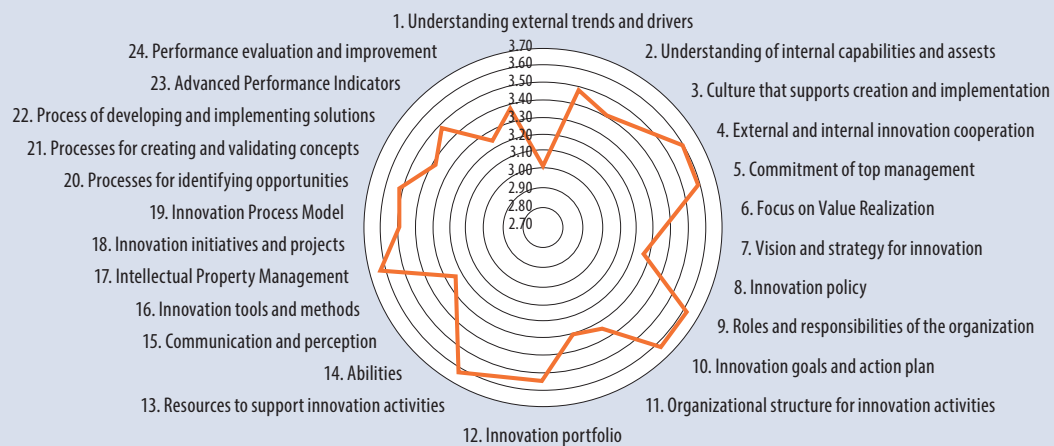 1. Understanding external trends and drivers
2. Understanding of internal capabilities and assests
3. Culture that supports creation and implementation
4. External and internal innovation cooperation
5. Commitment of top management
6. Focus on Value Realization
7. Vision and strategy for innovation
8. Innovation policy
9. Roles and responsibilities of the organization
10. Innovation goals and action plan
11. Organizational structure for innovation activities
12. Innovation portfolio
13. Resources to support innovation activities
14. Abilities
15. Communication and perception
16. Innovation tools and methods
17. Intellectual Property Management
18. Innovation initiatives and projects
19. Innovation Process Model
20. Processes for identifying opportunities
21. Processes for creating and validating concepts
22. Process of developing and implementing solutions
23. Advanced Performance Indicators
24. Performance evaluation and improvement
3.70
3.60
3.50
3.40
3.30
3.20
3.10
3.00
2.90
2.80
2.70